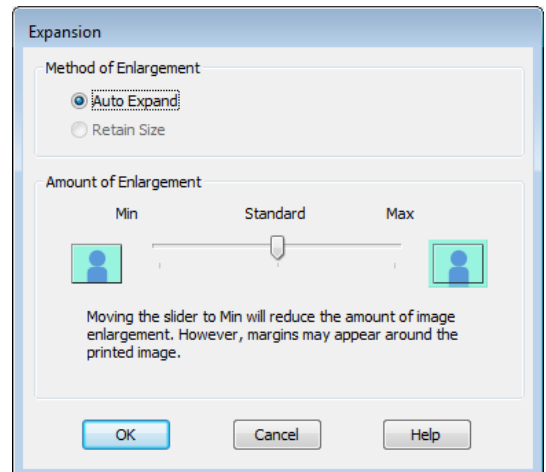 Expansion
Method of Enlargement
Auto Expand
Retain Size
Amount of Enlargement
Min Standard Max
Moving the slider to Min will reduce the amount of image
enlargement. However, margins may appear around the
printed image.
OK Cancel Help